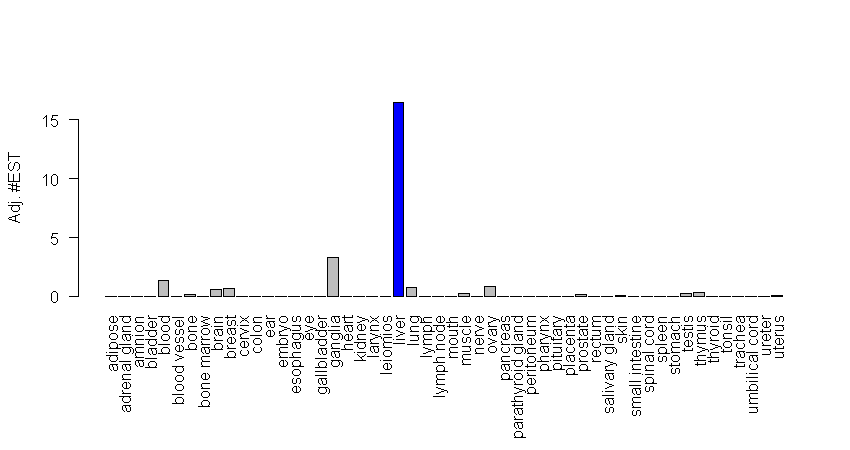 Adj. #EST
15
10
5
0
adipose
adrenal gland
amnion
bladder
blood
blood vessel
bone
bone marrow
brain
breast
cervix
colon
ear
embryo
esophagus
eye
gallbladder
ganglia
heart
kidney
larynx
leiomios
liver
lung
lymph
lymph node
mouth
muscle
nerve
ovary
pancreas
parathyroid gland
peritoneum
pharynx
pituitary
placenta
prostate
rectum
salivary gland
skin
small intestine
spinal cord
spleen
stomach
testis
thymus
thyroid
tonsil
trachea
umbilical cord
ureter
uterus